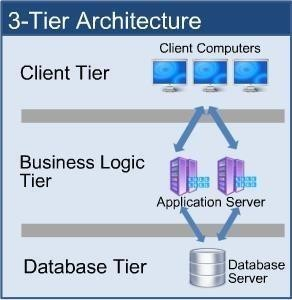 3-Tier Architecture
Client Computers
Client Tier
Business Logic
Tier
Application Server
Database Tier
Database
Server